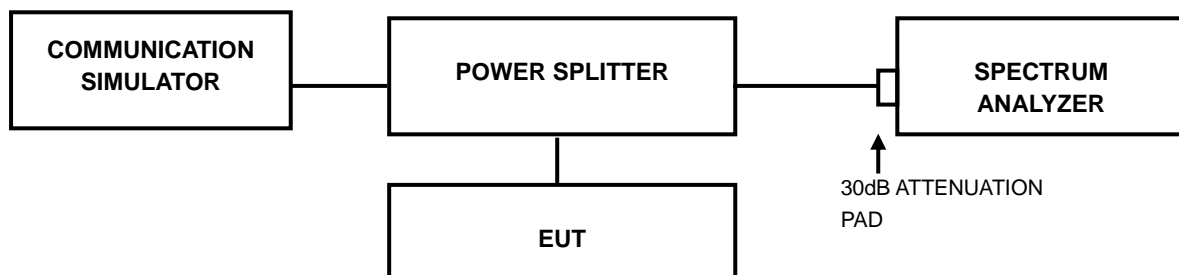 COMMUNICATION
SIMULATOR
POWER SPLITTER
SPECTRUM
ANALYZER
30dB ATTENUATION
PAD
EUT